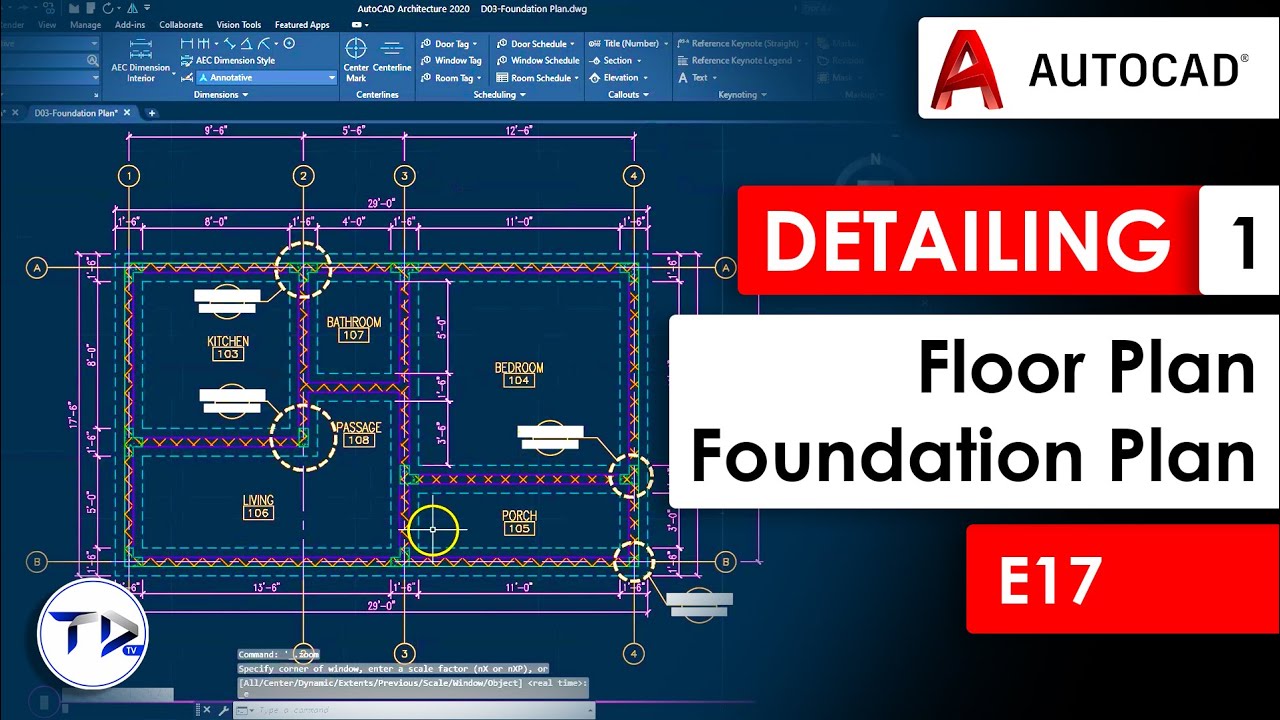 AutoCAD Architecture 2020 D03-Foundation Plan.dwg
View Manage Add-ins Collaborate Vision Tools Featured Apps
AEC Dimension
Interior
AEC Dimension Style
Annotative
Dimensions
Center
Mark
Centerline
Centerlines
Door Tag
Window Tag
Room Tag
Door Schedule
Window Schedule
Room Schedule
Scheduling
Title (Number)
Section
Elevation
Callouts
Reference Keynote (Straight)
Reference Keynote Legend
Text
Keynoting
D03-Foundation Plan*
AUTOCAD®
DETAILING 1
Floor Plan
Foundation Plan
E17
9'-6" 5'-6" 12'-6"
1 2 3 4
29'-0"
1'-6" 8'-0" 1'-6" 4'-0" 1'-6" 11'-0" 1'-6"
A A
N
1'-6"
8'-0"
17'-0"
1'-6"
5'-0"
1'-6"
KITCHEN
103
BATHROOM
107
BEDROOM
104
5'-0"
1'-6"
3'-6"
PASSAGE
108
LIVING
106
PORCH
105
3'-0"
1'-6"
B B
13'-6" 1'-6" 11'-0"
29'-0"
3 4
TD
TV
Command: '_.zoom
Specify corner of window, enter a scale factor (nX or nXP), or
[All/Center/Dynamic/Extents/Previous/Scale/Window/Object] <real time>:
_e
Type a command